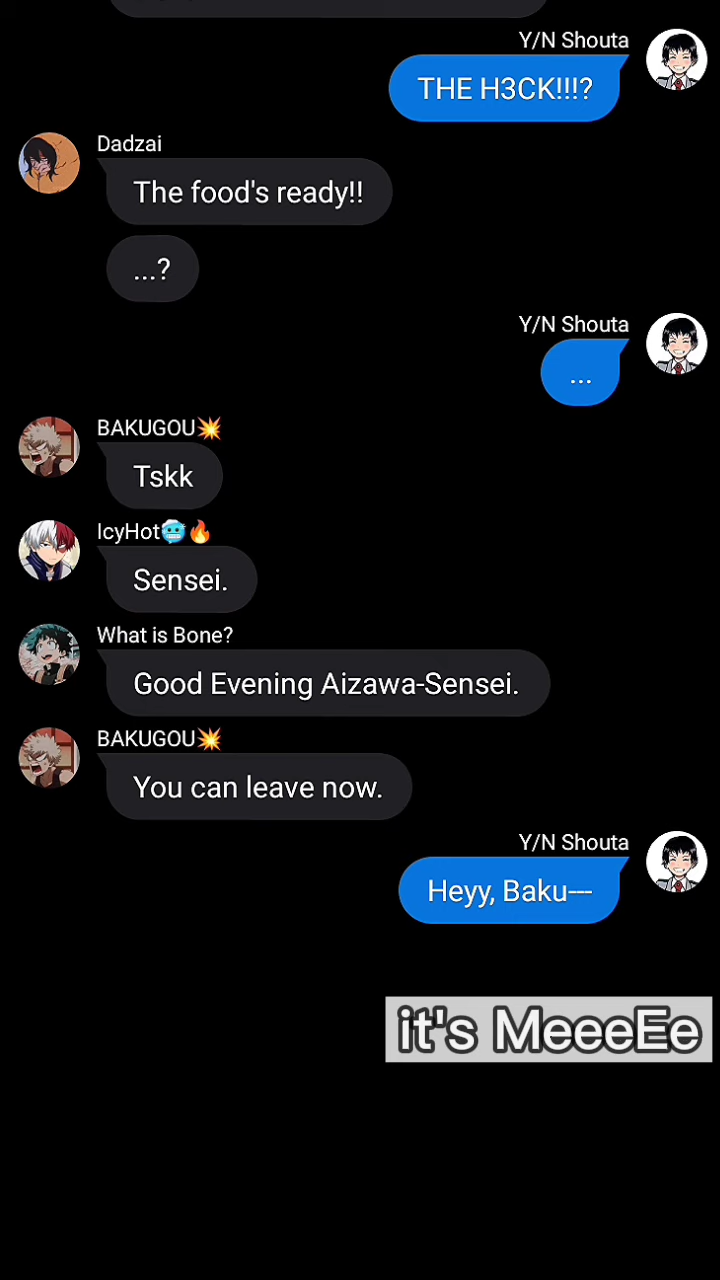 Y/N Shouta
THE H3CK!!!?
Dadzai
The food's ready!!
...?
Y/N Shouta
...
BAKUGOU💥
Tskk
IcyHot🥶🔥
Sensei.
What is Bone?
Good Evening Aizawa-Sensei.
BAKUGOU💥
You can leave now.
Y/N Shouta
Heyy, Baku---
it's MeeeEe